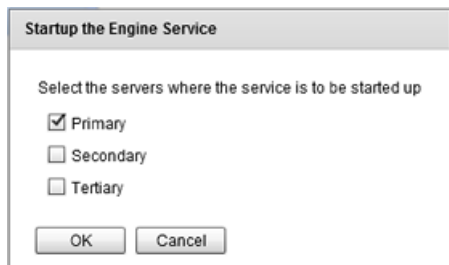 Startup the Engine Service
Select the servers where the service is to be started up
Primary
Secondary
Tertiary
OK Cancel